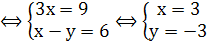 ⇔ { 3x = 9 ⇔ { x = 3
x − y = 6 y = −3